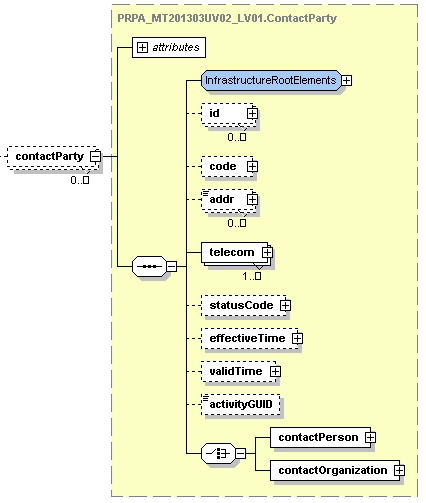 PRPA_MT201303UV02_LV01.ContactParty
attributes
InfrastructureRootElements
id
0..
code
contactParty
0..
addr
0..
telecom
1..
statusCode
effectiveTime
validTime
activityGUID
contactPerson
contactOrganization